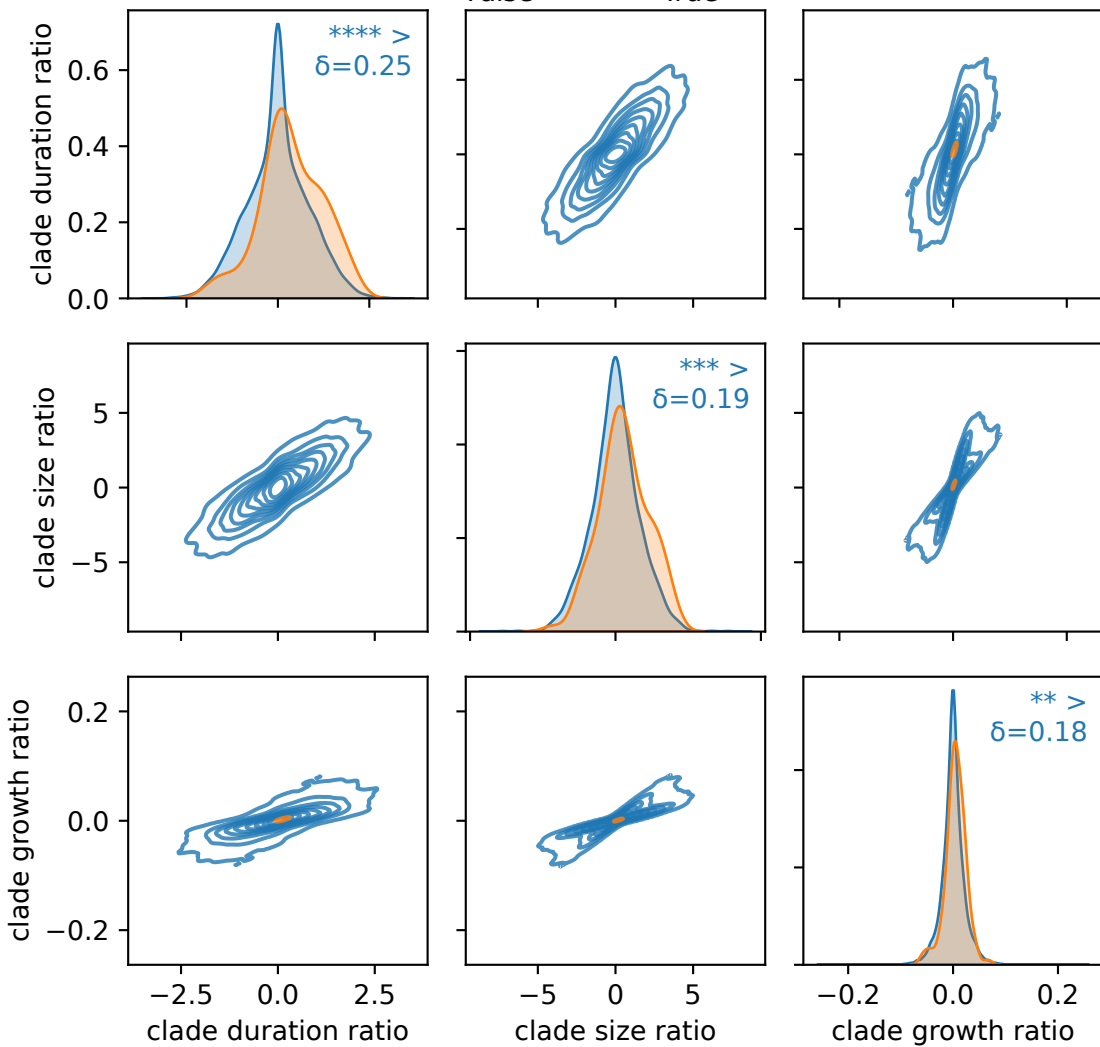 **** >
δ=0.25
clade duration ratio
0.6
0.4
0.2
0.0
*** >
δ=0.19
clade size ratio
5
0
−5
** >
δ=0.18
clade growth ratio
0.2
0.0
−0.2
−2.5 0.0 2.5
−5 0 5
−0.2 0.0 0.2
clade duration ratio
clade size ratio
clade growth ratio